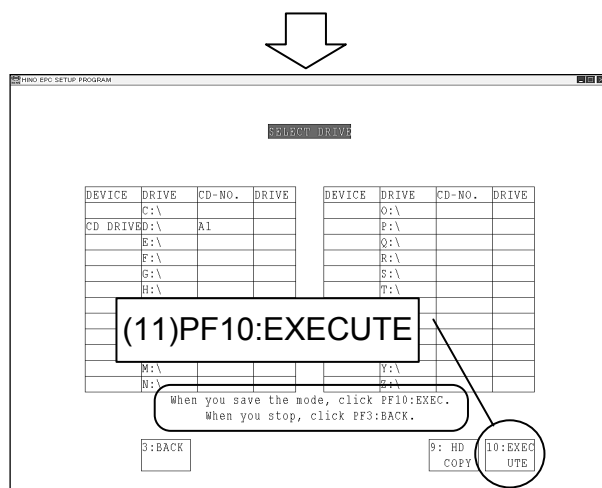 HINO EPC SETUP PROGRAM
SELECT DRIVE
DEVICE DRIVE CD-NO. DRIVE DEVICE DRIVE CD-NO. DRIVE
C:\ O:\
CD DRIVE D:\ A1 P:\
E:\ Q:\
F:\ R:\
G:\ S:\
H:\ T:\
(11)PF10:EXECUTE
M:\ Y:\
N:\ Z:\
When you save the mode, click PF10:EXEC.
When you stop, click PF3:BACK.
3:BACK 9: HD 10:EXEC
COPY UTE